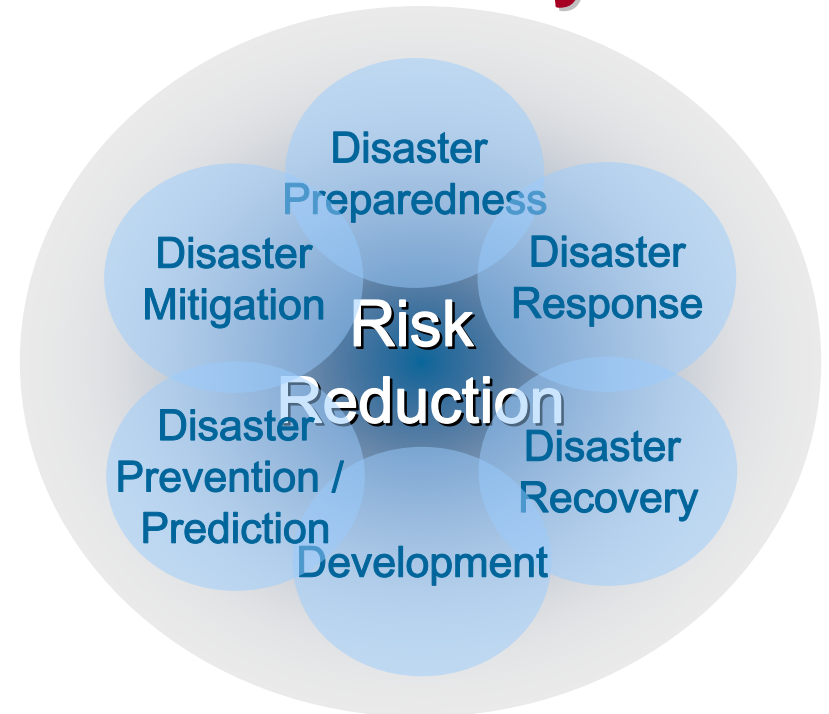 Disaster
Preparedness
Disaster
Mitigation
Disaster
Response
Risk
Reduction
Disaster
Prevention /
Prediction
Disaster
Recovery
Development